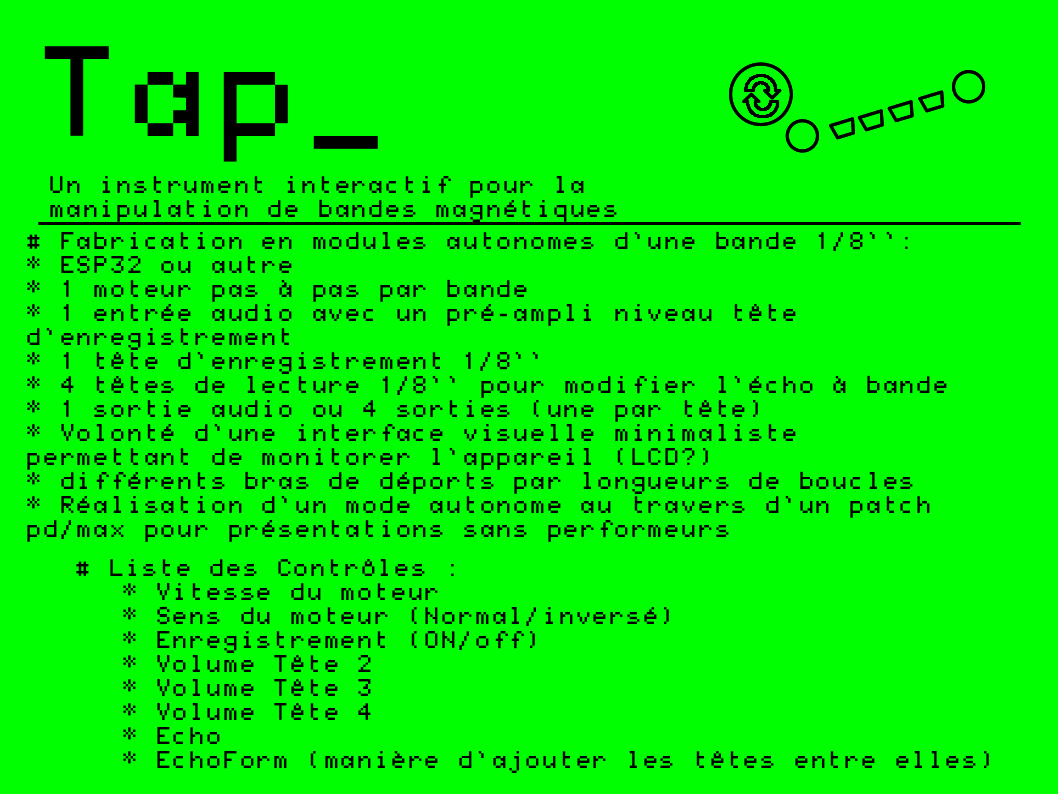 Tap_
Un instrument interactif pour la
manipulation de bandes magnétiques
# Fabrication en modules autonomes d`une bande 1/8``:
* ESP32 ou autre
* 1 moteur pas à pas par bande
* 1 entrée audio avec un pré-ampli niveau tête
d`enregistrement
* 1 tête d`enregistrement 1/8``
* 4 têtes de lecture 1/8`` pour modifier l`écho à bande
* 1 sortie audio ou 4 sorties (une par tête)
* Volonté d`une interface visuelle minimaliste
permettant de monitorer l`appareil (LCD?)
* différents bras de déports par longueurs de boucles
* Réalisation d`un mode autonome au travers d`un patch
pd/max pour présentations sans performeurs
# Liste des Contrôles :
* Vitesse du moteur
* Sens du moteur (Normal/inversé)
* Enregistrement (ON/off)
* Volume Tête 2
* Volume Tête 3
* Volume Tête 4
* Echo
* EchoForm (manière d`ajouter les têtes entre elles)